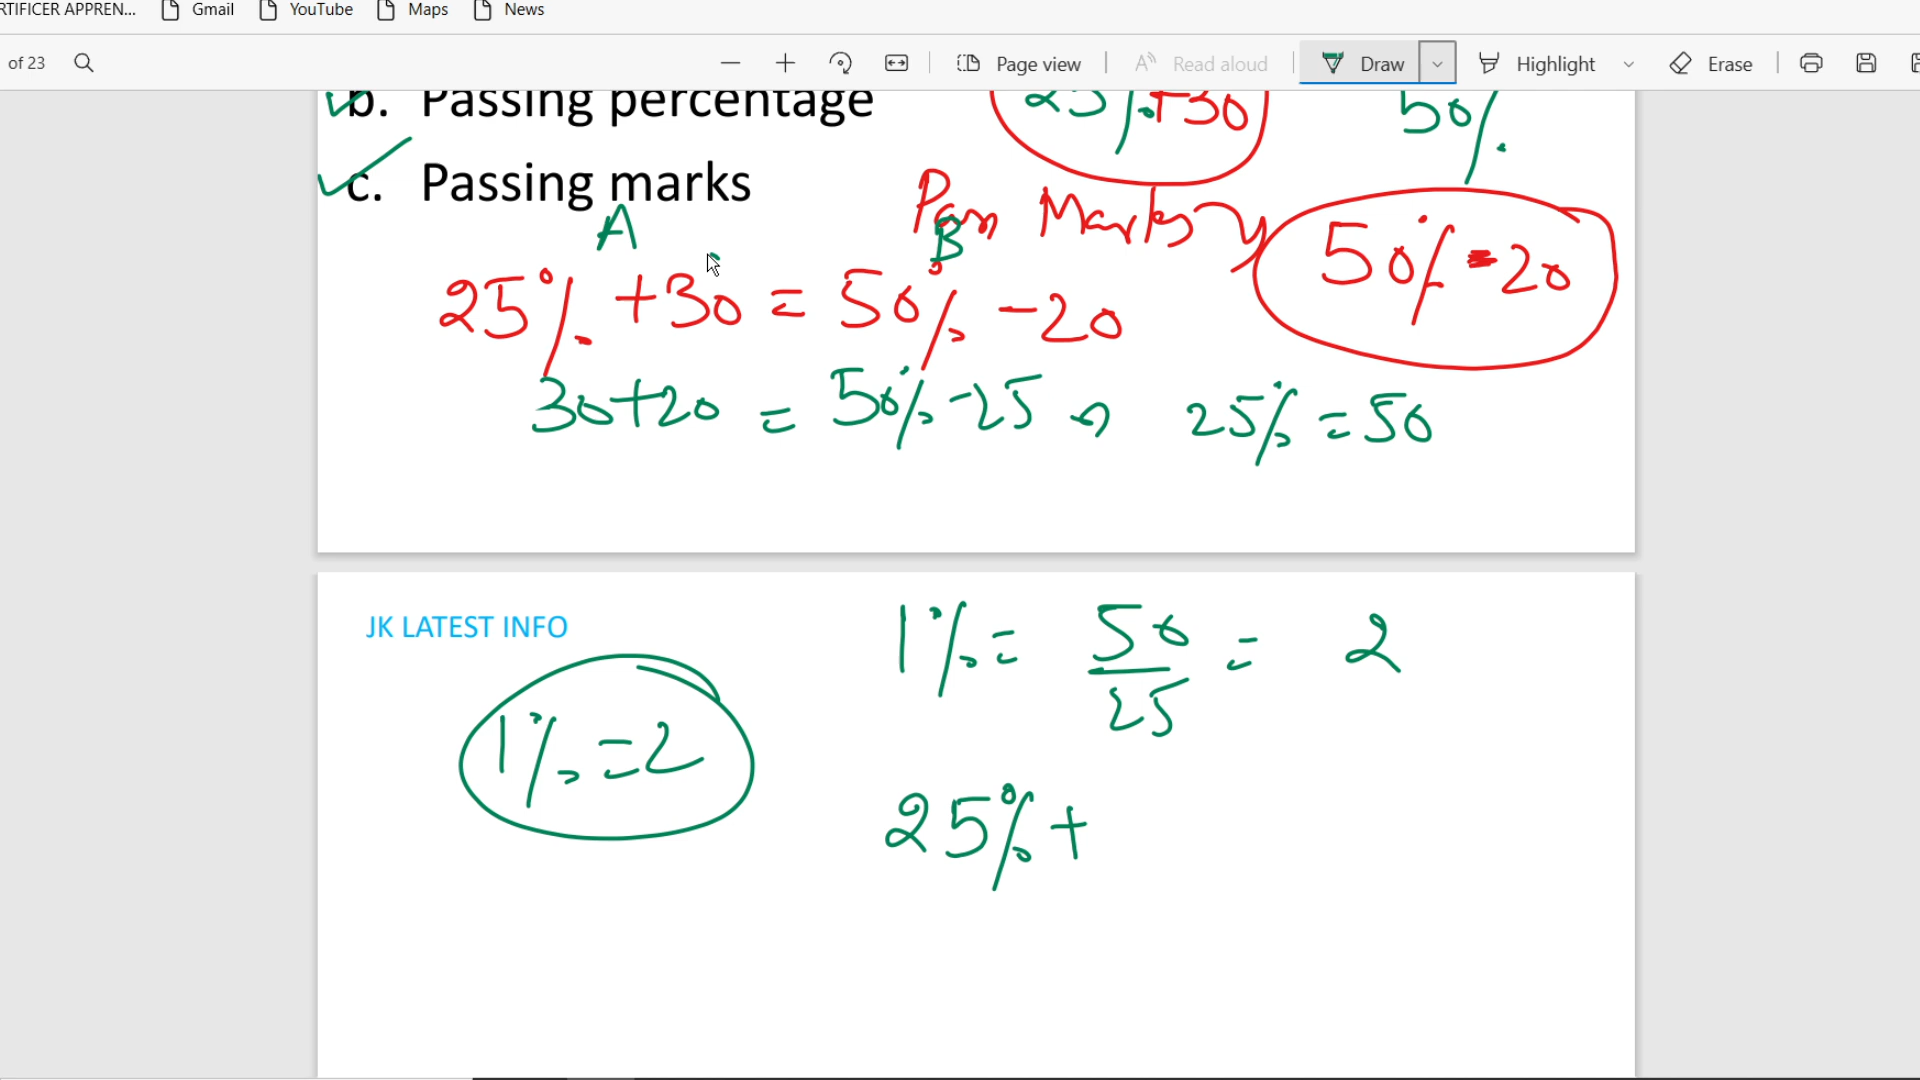 RTIFICER APPREN... Gmail YouTube Maps News
of 23 Page view Read aloud Draw Highlight Erase
b. Passing percentage 25%+30 50%
c. Passing marks Pass Marks 50%-20
A B
25%+30 = 50%-20
30+20 = 50%-25 25%=50
JK LATEST INFO
1%= 50/25 = 2
1%=2
25%+